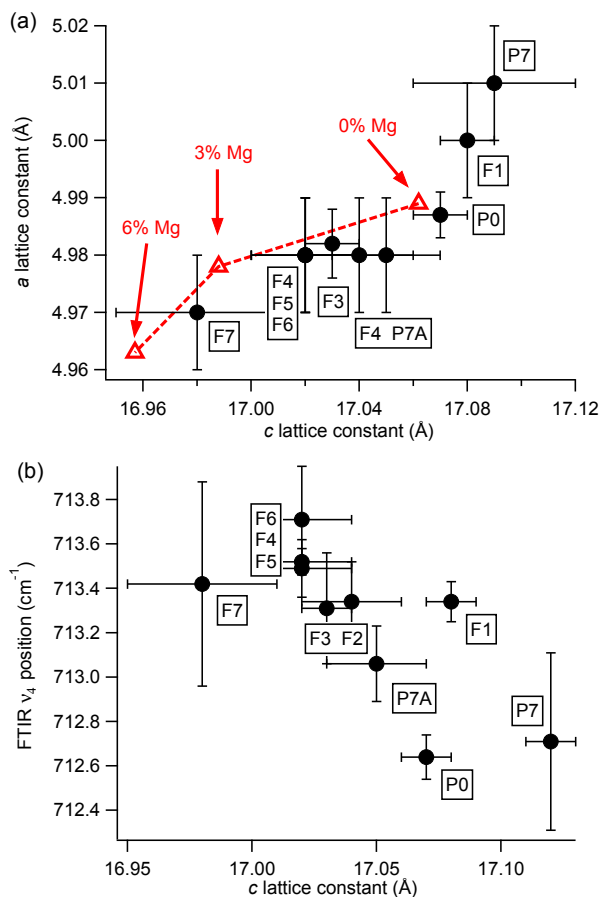 (a)
5.02
5.01
5.00
4.99
4.98
4.97
4.96
a lattice constant (Å)
P7
F1
0% Mg
P0
3% Mg
6% Mg
F4
F5
F6
F3
F4 P7A
F7
16.96
17.00
17.04
17.08
17.12
c lattice constant (Å)
(b)
713.8
713.6
713.4
713.2
713.0
712.8
712.6
712.4
FTIR ν4 position (cm-1)
F6
F4
F5
F7
F3 F2
F1
P7A
P7
P0
16.95
17.00
17.05
17.10
c lattice constant (Å)